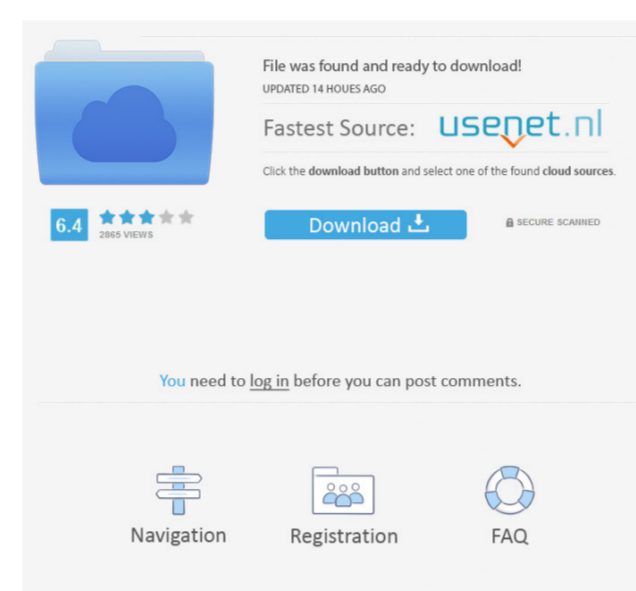 File was found and ready to download!
UPDATED 14 HOUES AGO
Fastest Source: usenet.nl
Click the download button and select one of the found cloud sources.
6.4
2865 VIEWS
Download
SECURE SCANNED
You need to log in before you can post comments.
Navigation
Registration
FAQ